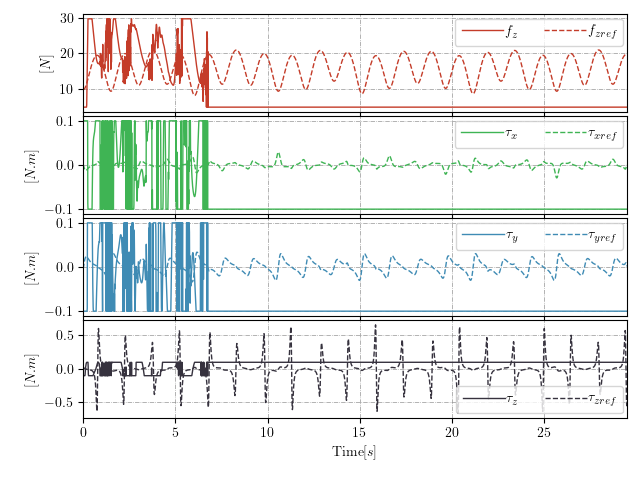 30
20
10
[N]
f_z
f_zref
0.1
0.0
−0.1
[N.m]
τ_x
τ_xref
0.1
0.0
−0.1
[N.m]
τ_y
τ_yref
0.5
0.0
−0.5
[N.m]
τ_z
τ_zref
0 5 10 15 20 25
Time[s]